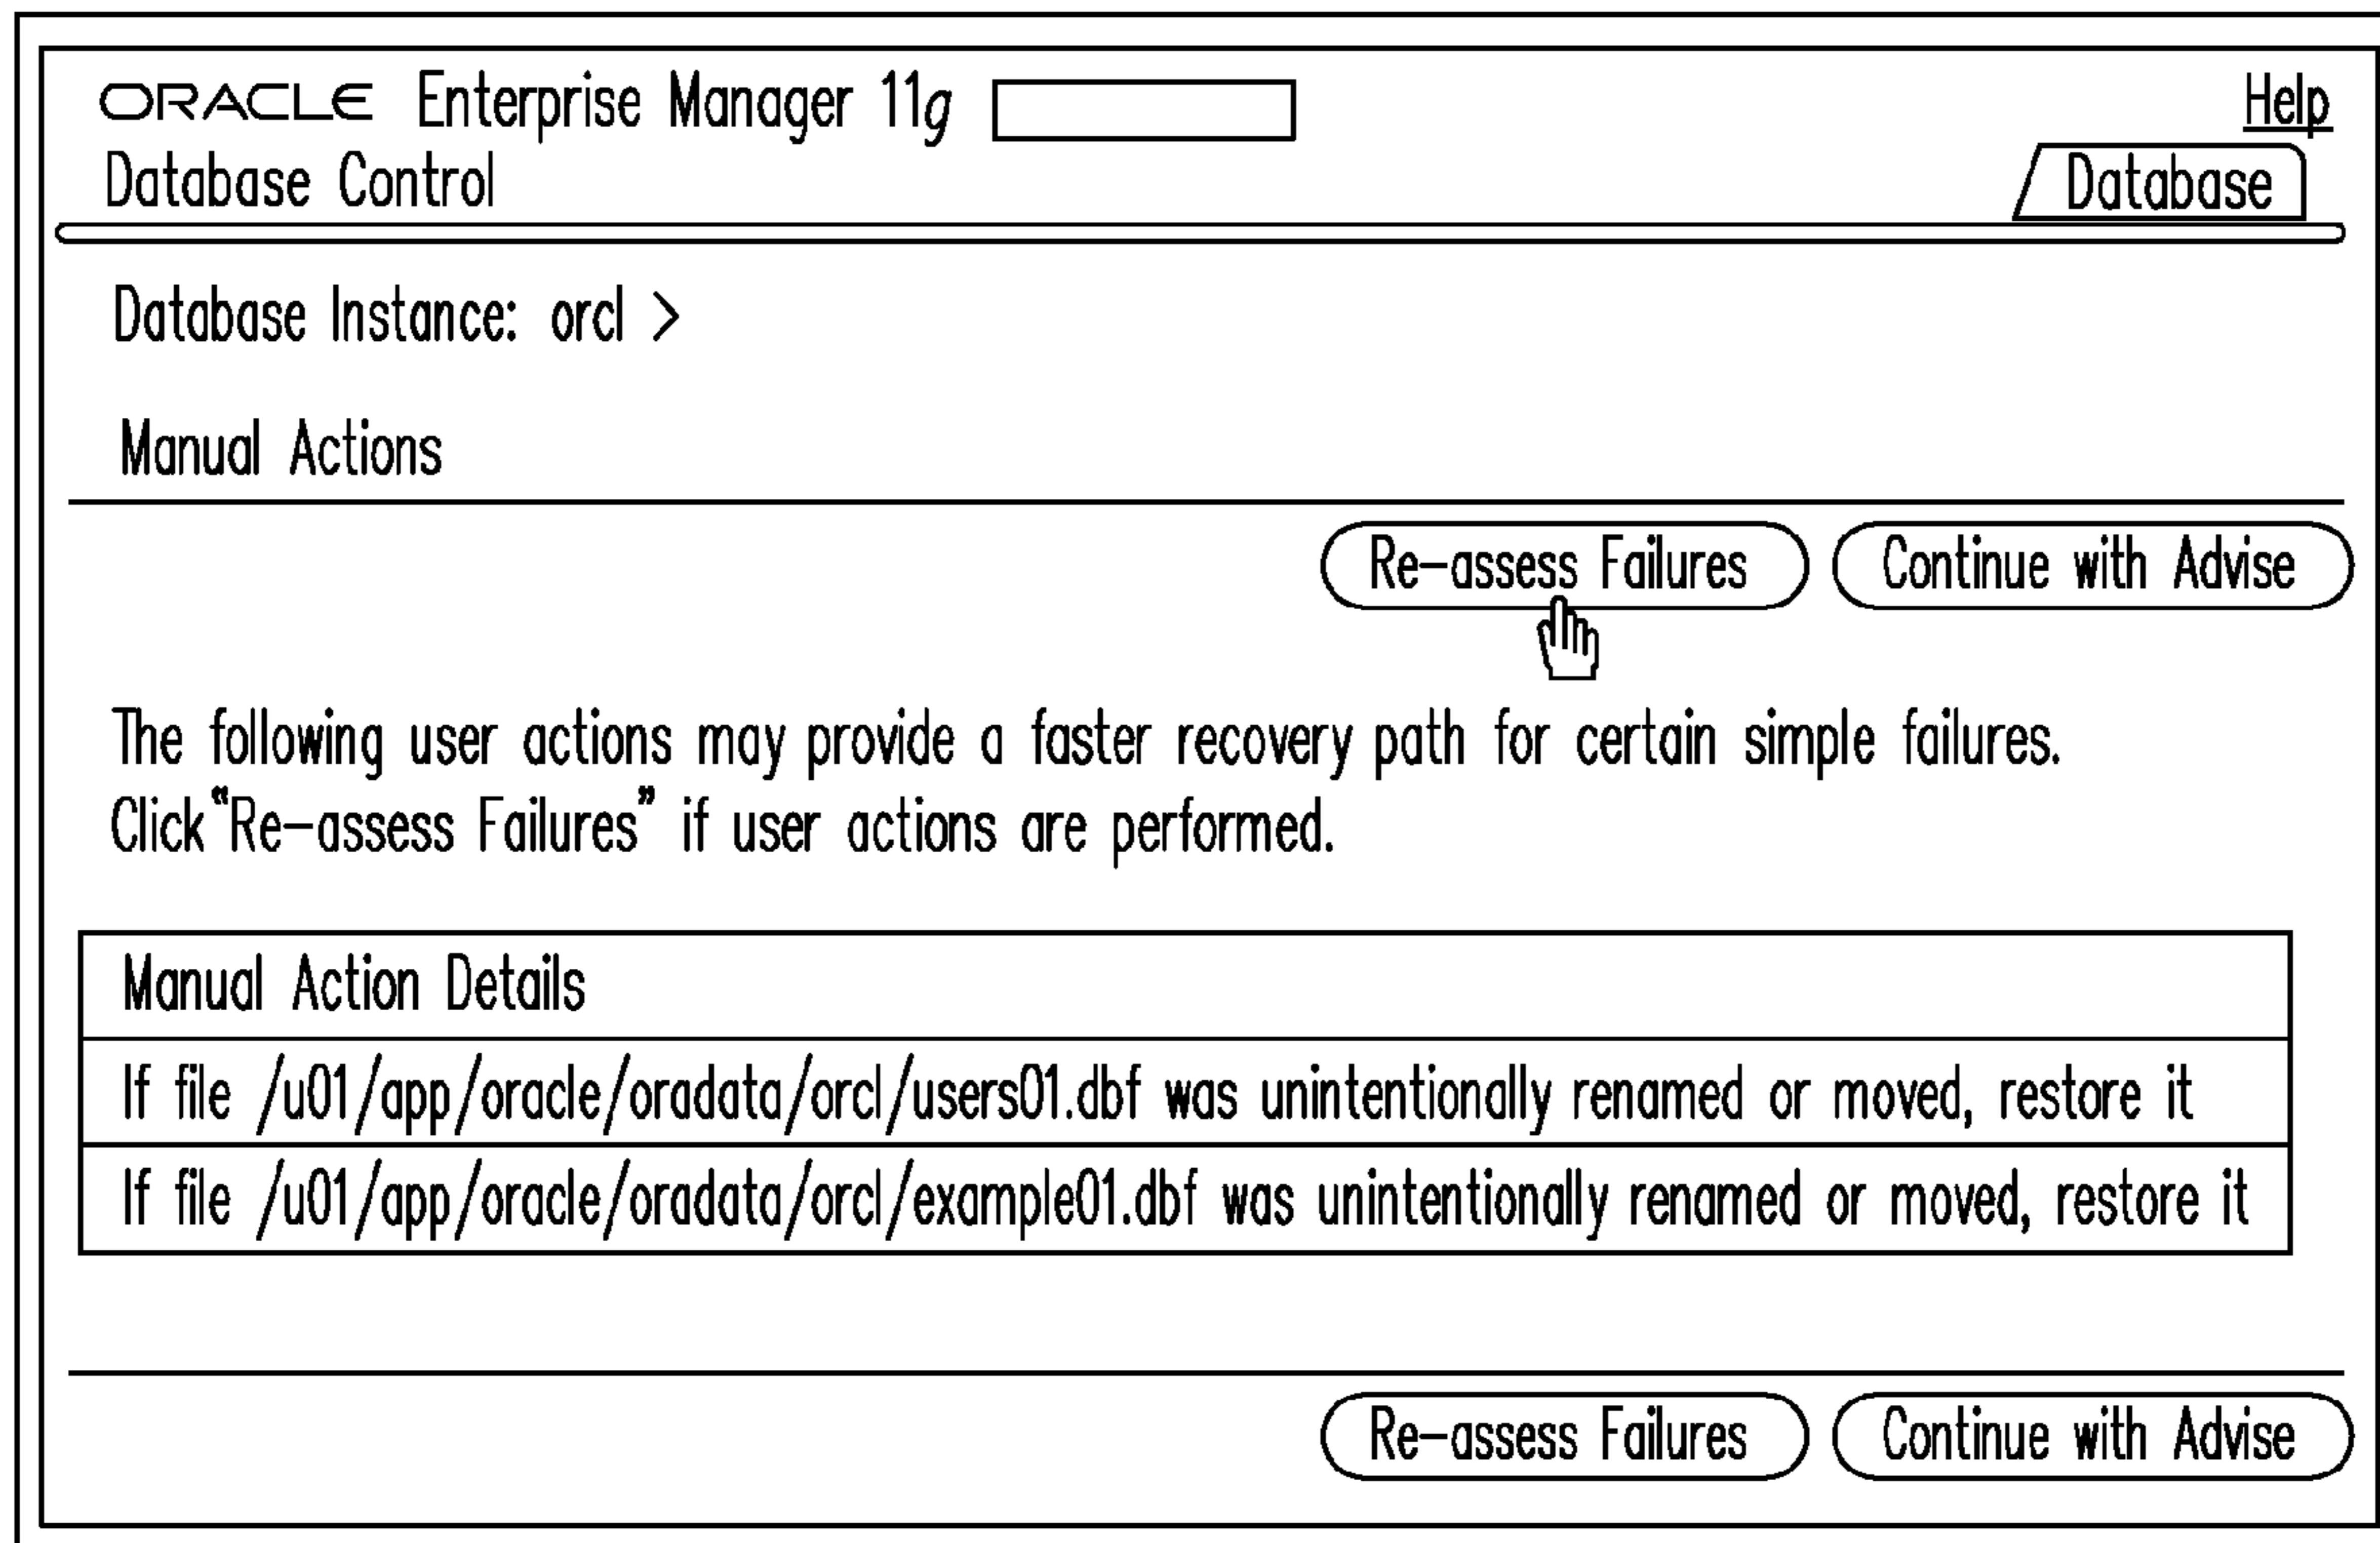 ORACLE Enterprise Manager 11g
Help
Database Control
Database
Database Instance: orcl >
Manual Actions
Re-assess Failures
Continue with Advise
The following user actions may provide a faster recovery path for certain simple failures.
Click "Re-assess Failures" if user actions are performed.
Manual Action Details
If file /u01/app/oracle/oradata/orcl/users01.dbf was unintentionally renamed or moved, restore it
If file /u01/app/oracle/oradata/orcl/example01.dbf was unintentionally renamed or moved, restore it
Re-assess Failures
Continue with Advise